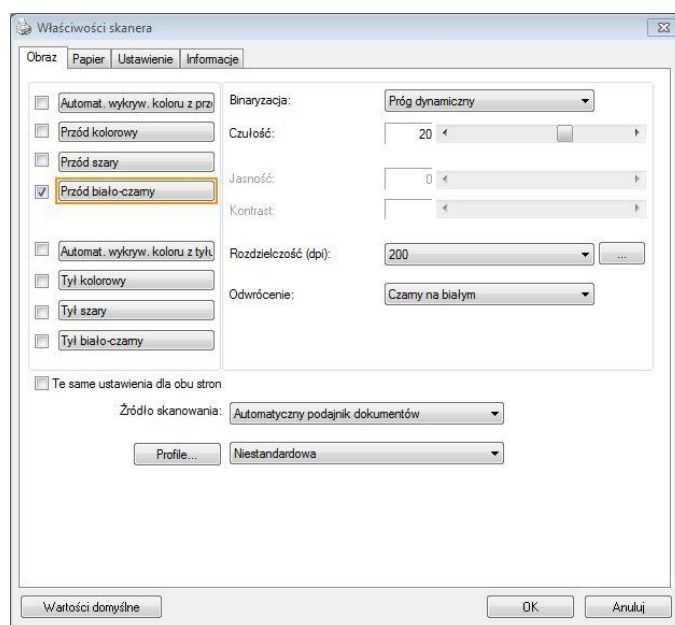 Właściwości skanera
Obraz Papier Ustawienie Informacje
Automat. wykryw. koloru z prz
Przód kolorowy
Przód szary
Przód biało-czarny
Automat. wykryw. koloru z tyłu
Tył kolorowy
Tył szary
Tył biało-czarny
Binaryzacja: Próg dynamiczny
Czułość: 20
Jasność: 0
Kontrast:
Rozdzielczość (dpi): 200 ...
Odwrócenie: Czarny na białym
Te same ustawienia dla obu stron
Źródło skanowania: Automatyczny podajnik dokumentów
Profile... Niestandardowa
Wartości domyślne OK Anuluj